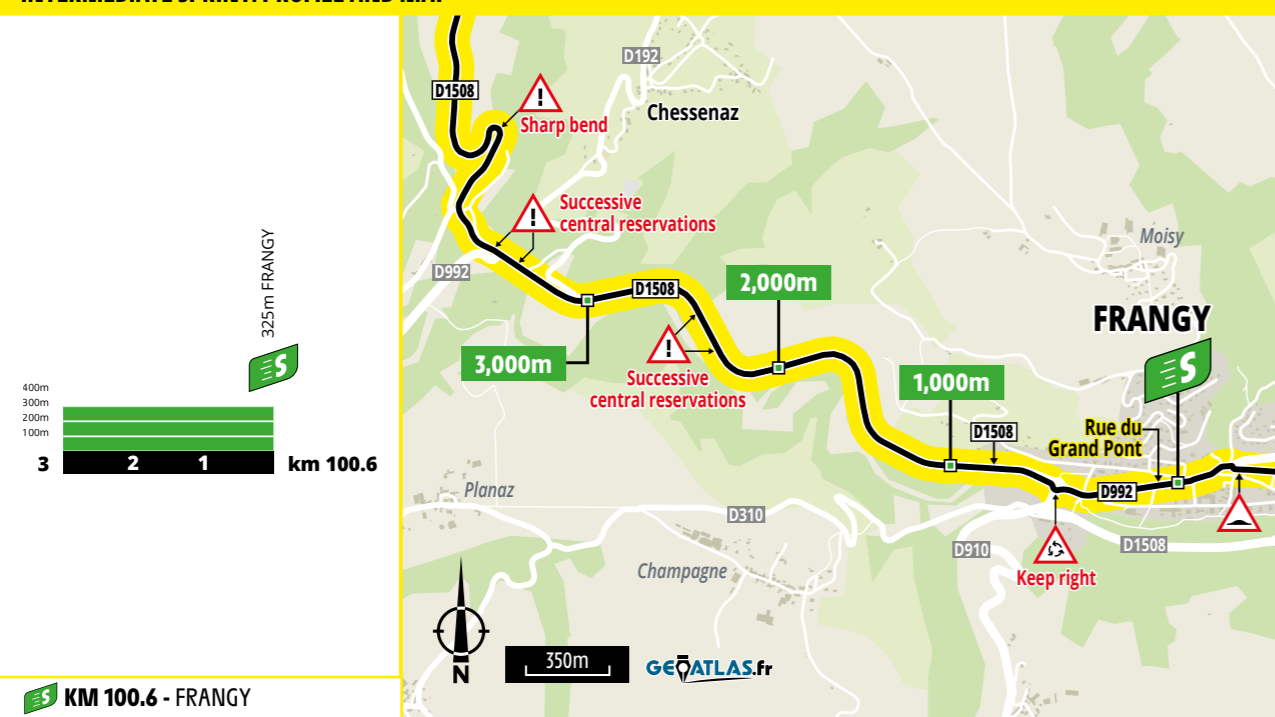 D192
D1508
!
Sharp bend
Chessenaz
!
Successive
central reservations
D992
Moisy
325m FRANGY
D1508
2,000m
FRANGY
S
S
3,000m
!
Successive
central reservations
1,000m
400m
300m
200m
100m
D1508
Rue du
Grand Pont
3 2 1 km 100.6
Planaz
D992
D310
D910
D1508
Champagne
Keep right
N
350m
GEOATLAS.fr
S KM 100.6 - FRANGY